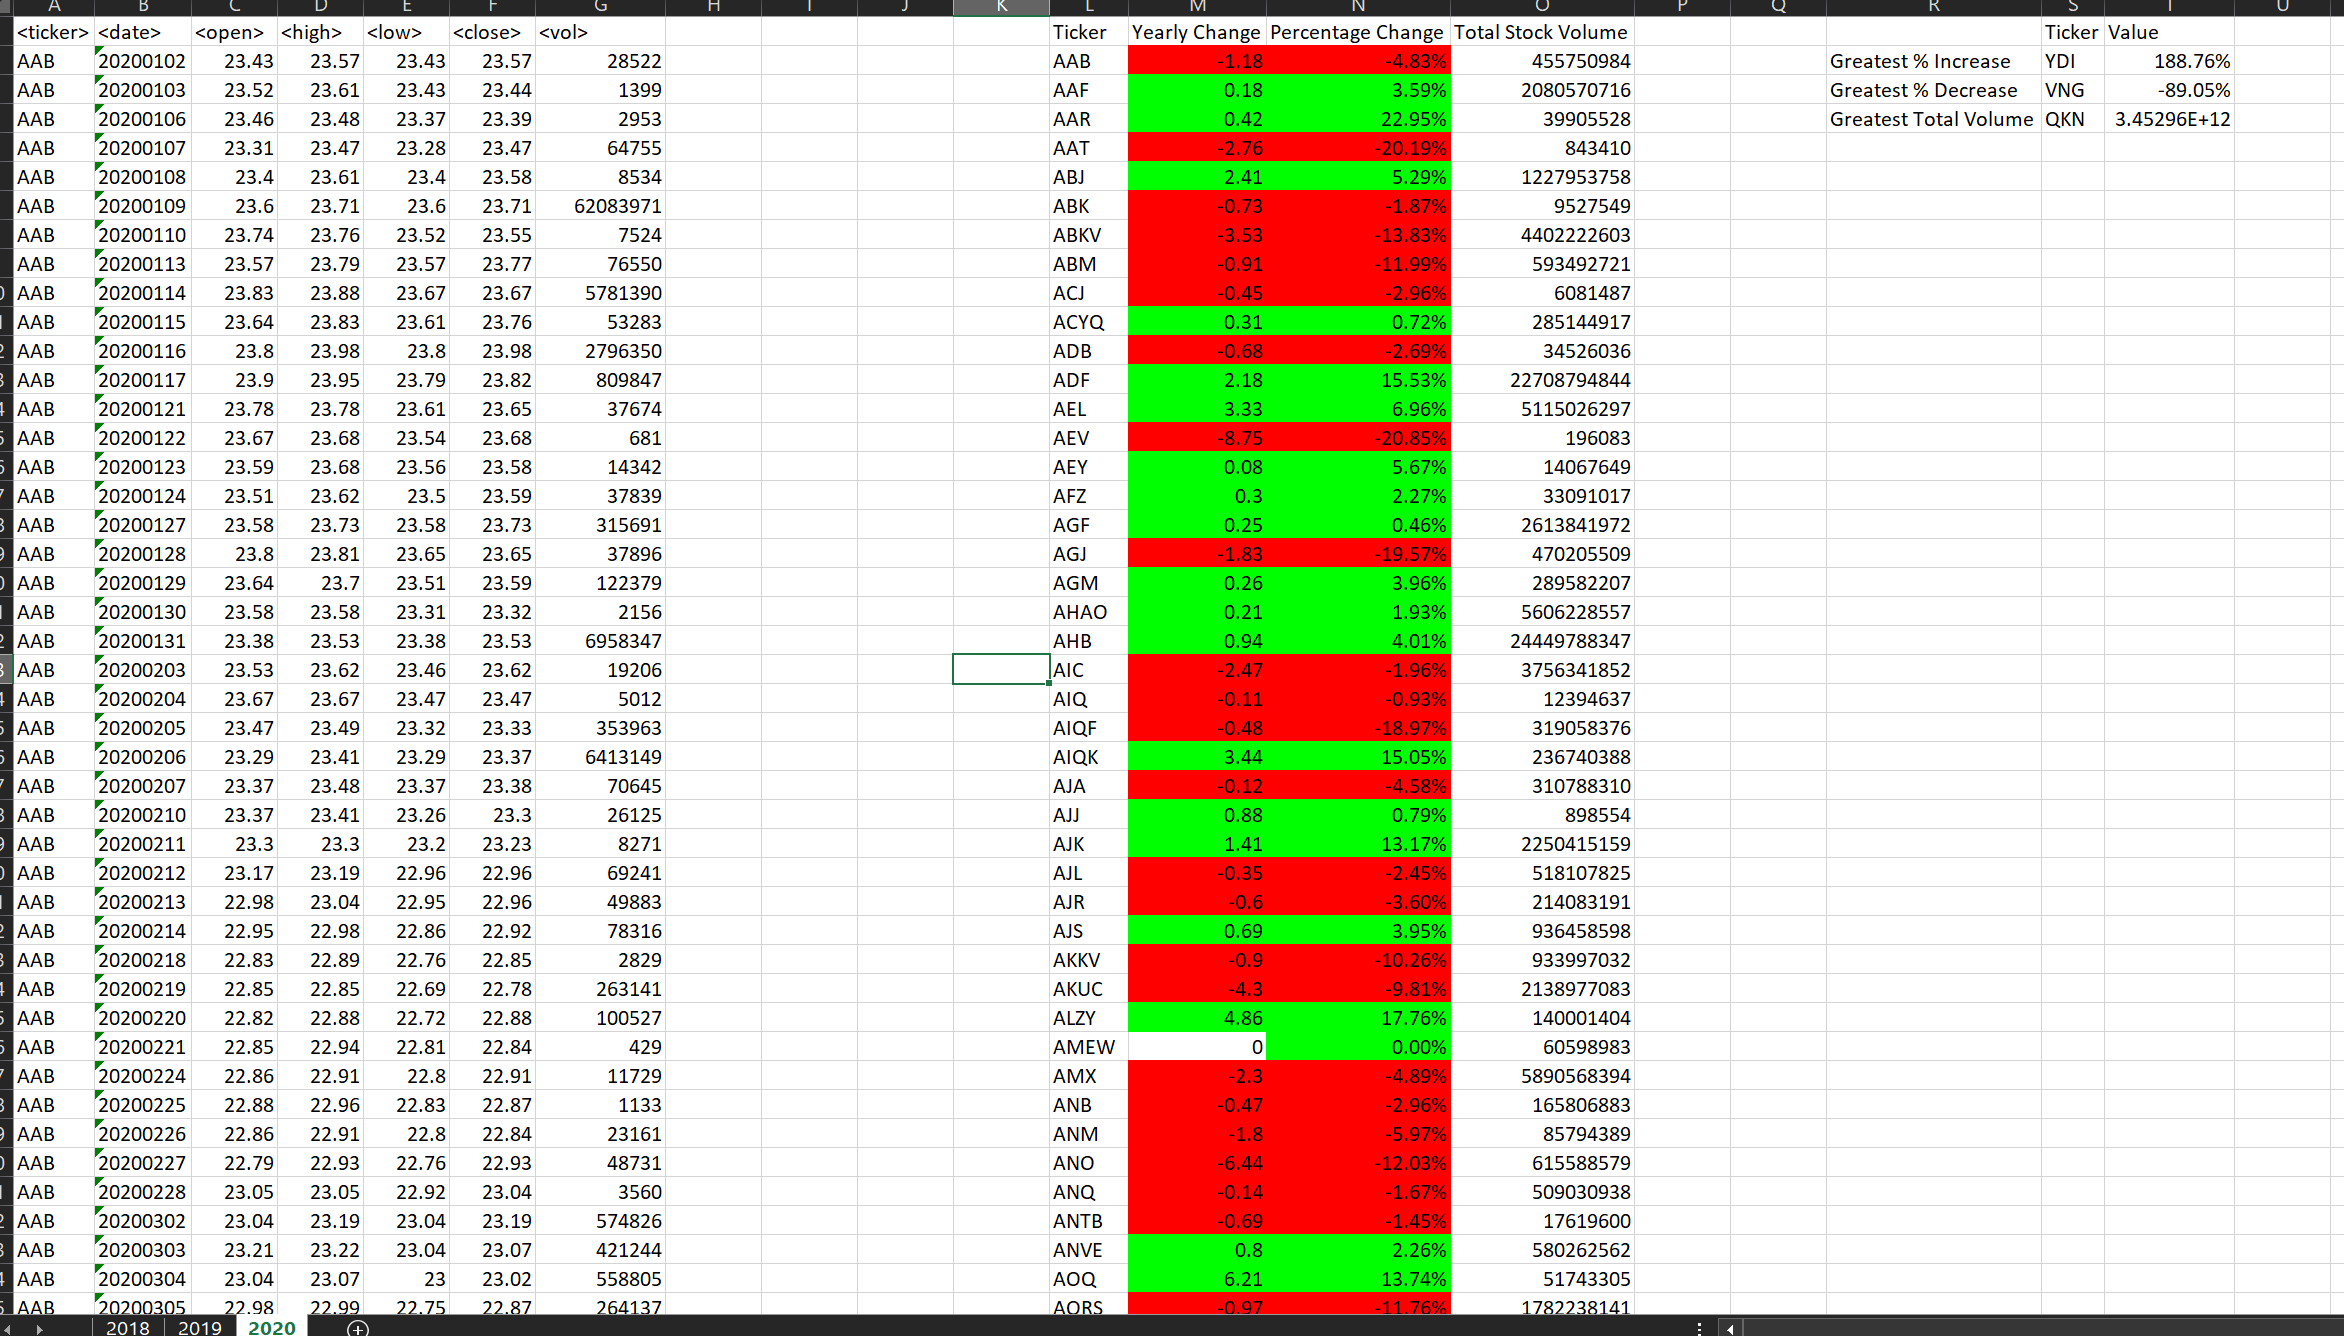 A B C D E F G H I J K L M N O P Q R S T U
<ticker> <date> <open> <high> <low> <close> <vol> Ticker Yearly Change Percentage Change Total Stock Volume Ticker Value
AAB 20200102 23.43 23.57 23.43 23.57 28522 AAB -1.18 -4.83% 455750984 Greatest % Increase YDI 188.76%
AAB 20200103 23.52 23.61 23.43 23.44 1399 AAF 0.18 3.59% 2080570716 Greatest % Decrease VNG -89.05%
AAB 20200106 23.46 23.48 23.37 23.39 2953 AAR 0.42 22.95% 39905528 Greatest Total Volume QKN 3.45296E+12
AAB 20200107 23.31 23.47 23.28 23.47 64755 AAT -2.76 -20.19% 843410
AAB 20200108 23.4 23.61 23.4 23.58 8534 ABJ 2.41 5.29% 1227953758
AAB 20200109 23.6 23.71 23.6 23.71 62083971 ABK -0.73 -1.87% 9527549
AAB 20200110 23.74 23.76 23.52 23.55 7524 ABKV -3.53 -13.83% 4402222603
AAB 20200113 23.57 23.79 23.57 23.77 76550 ABM -0.91 -11.99% 593492721
AAB 20200114 23.83 23.88 23.67 23.67 5781390 ACJ -0.45 -2.96% 6081487
AAB 20200115 23.64 23.83 23.61 23.76 53283 ACYQ 0.31 0.72% 285144917
AAB 20200116 23.8 23.98 23.8 23.98 2796350 ADB -0.68 -2.69% 34526036
AAB 20200117 23.9 23.95 23.79 23.82 809847 ADF 2.18 15.53% 22708794844
AAB 20200121 23.78 23.78 23.61 23.65 37674 AEL 3.33 6.96% 5115026297
AAB 20200122 23.67 23.68 23.54 23.68 681 AEV -8.75 -20.85% 196083
AAB 20200123 23.59 23.68 23.56 23.58 14342 AEY 0.08 5.67% 14067649
AAB 20200124 23.51 23.62 23.5 23.59 37839 AFZ 0.3 2.27% 33091017
AAB 20200127 23.58 23.73 23.58 23.73 315691 AGF 0.25 0.46% 2613841972
AAB 20200128 23.8 23.81 23.65 23.65 37896 AGJ -1.83 -19.57% 470205509
AAB 20200129 23.64 23.7 23.51 23.59 122379 AGM 0.26 3.96% 289582207
AAB 20200130 23.58 23.58 23.31 23.32 2156 AHAO 0.21 1.93% 5606228557
AAB 20200131 23.38 23.53 23.38 23.53 6958347 AHB 0.94 4.01% 24449788347
AAB 20200203 23.53 23.62 23.46 23.62 19206 AIC -2.47 -1.96% 3756341852
AAB 20200204 23.67 23.67 23.47 23.47 5012 AIQ -0.11 -0.93% 12394637
AAB 20200205 23.47 23.49 23.32 23.33 353963 AIQF -0.48 -18.97% 319058376
AAB 20200206 23.29 23.41 23.29 23.37 6413149 AIQK 3.44 15.05% 236740388
AAB 20200207 23.37 23.48 23.37 23.38 70645 AJA -0.12 -4.58% 310788310
AAB 20200210 23.37 23.41 23.26 23.3 26125 AJJ 0.88 0.79% 898554
AAB 20200211 23.3 23.3 23.2 23.23 8271 AJK 1.41 13.17% 2250415159
AAB 20200212 23.17 23.19 22.96 22.96 69241 AJL -0.35 -2.45% 518107825
AAB 20200213 22.98 23.04 22.95 22.96 49883 AJR -0.6 -3.60% 214083191
AAB 20200214 22.95 22.98 22.86 22.92 78316 AJS 0.69 3.95% 936458598
AAB 20200218 22.83 22.89 22.76 22.85 2829 AKKV -0.9 -10.26% 933997032
AAB 20200219 22.85 22.85 22.69 22.78 263141 AKUC -4.3 -9.81% 2138977083
AAB 20200220 22.82 22.88 22.72 22.88 100527 ALZY 4.86 17.76% 140001404
AAB 20200221 22.85 22.94 22.81 22.84 429 AMEW 0 0.00% 60598983
AAB 20200224 22.86 22.91 22.8 22.91 11729 AMX -2.3 -4.89% 5890568394
AAB 20200225 22.88 22.96 22.83 22.87 1133 ANB -0.47 -2.96% 165806883
AAB 20200226 22.86 22.91 22.8 22.84 23161 ANM -1.8 -5.97% 85794389
AAB 20200227 22.79 22.93 22.76 22.93 48731 ANO -6.44 -12.03% 615588579
AAB 20200228 23.05 23.05 22.92 23.04 3560 ANQ -0.14 -1.67% 509030938
AAB 20200302 23.04 23.19 23.04 23.19 574826 ANTB -0.69 -1.45% 17619600
AAB 20200303 23.21 23.22 23.04 23.07 421244 ANVE 0.8 2.26% 580262562
AAB 20200304 23.04 23.07 23 23.02 558805 AOQ 6.21 13.74% 51743305
AAB 20200305 22.98 22.99 22.75 22.87 264137 AORS -0.97 -11.76% 1782238141
2018 2019 2020